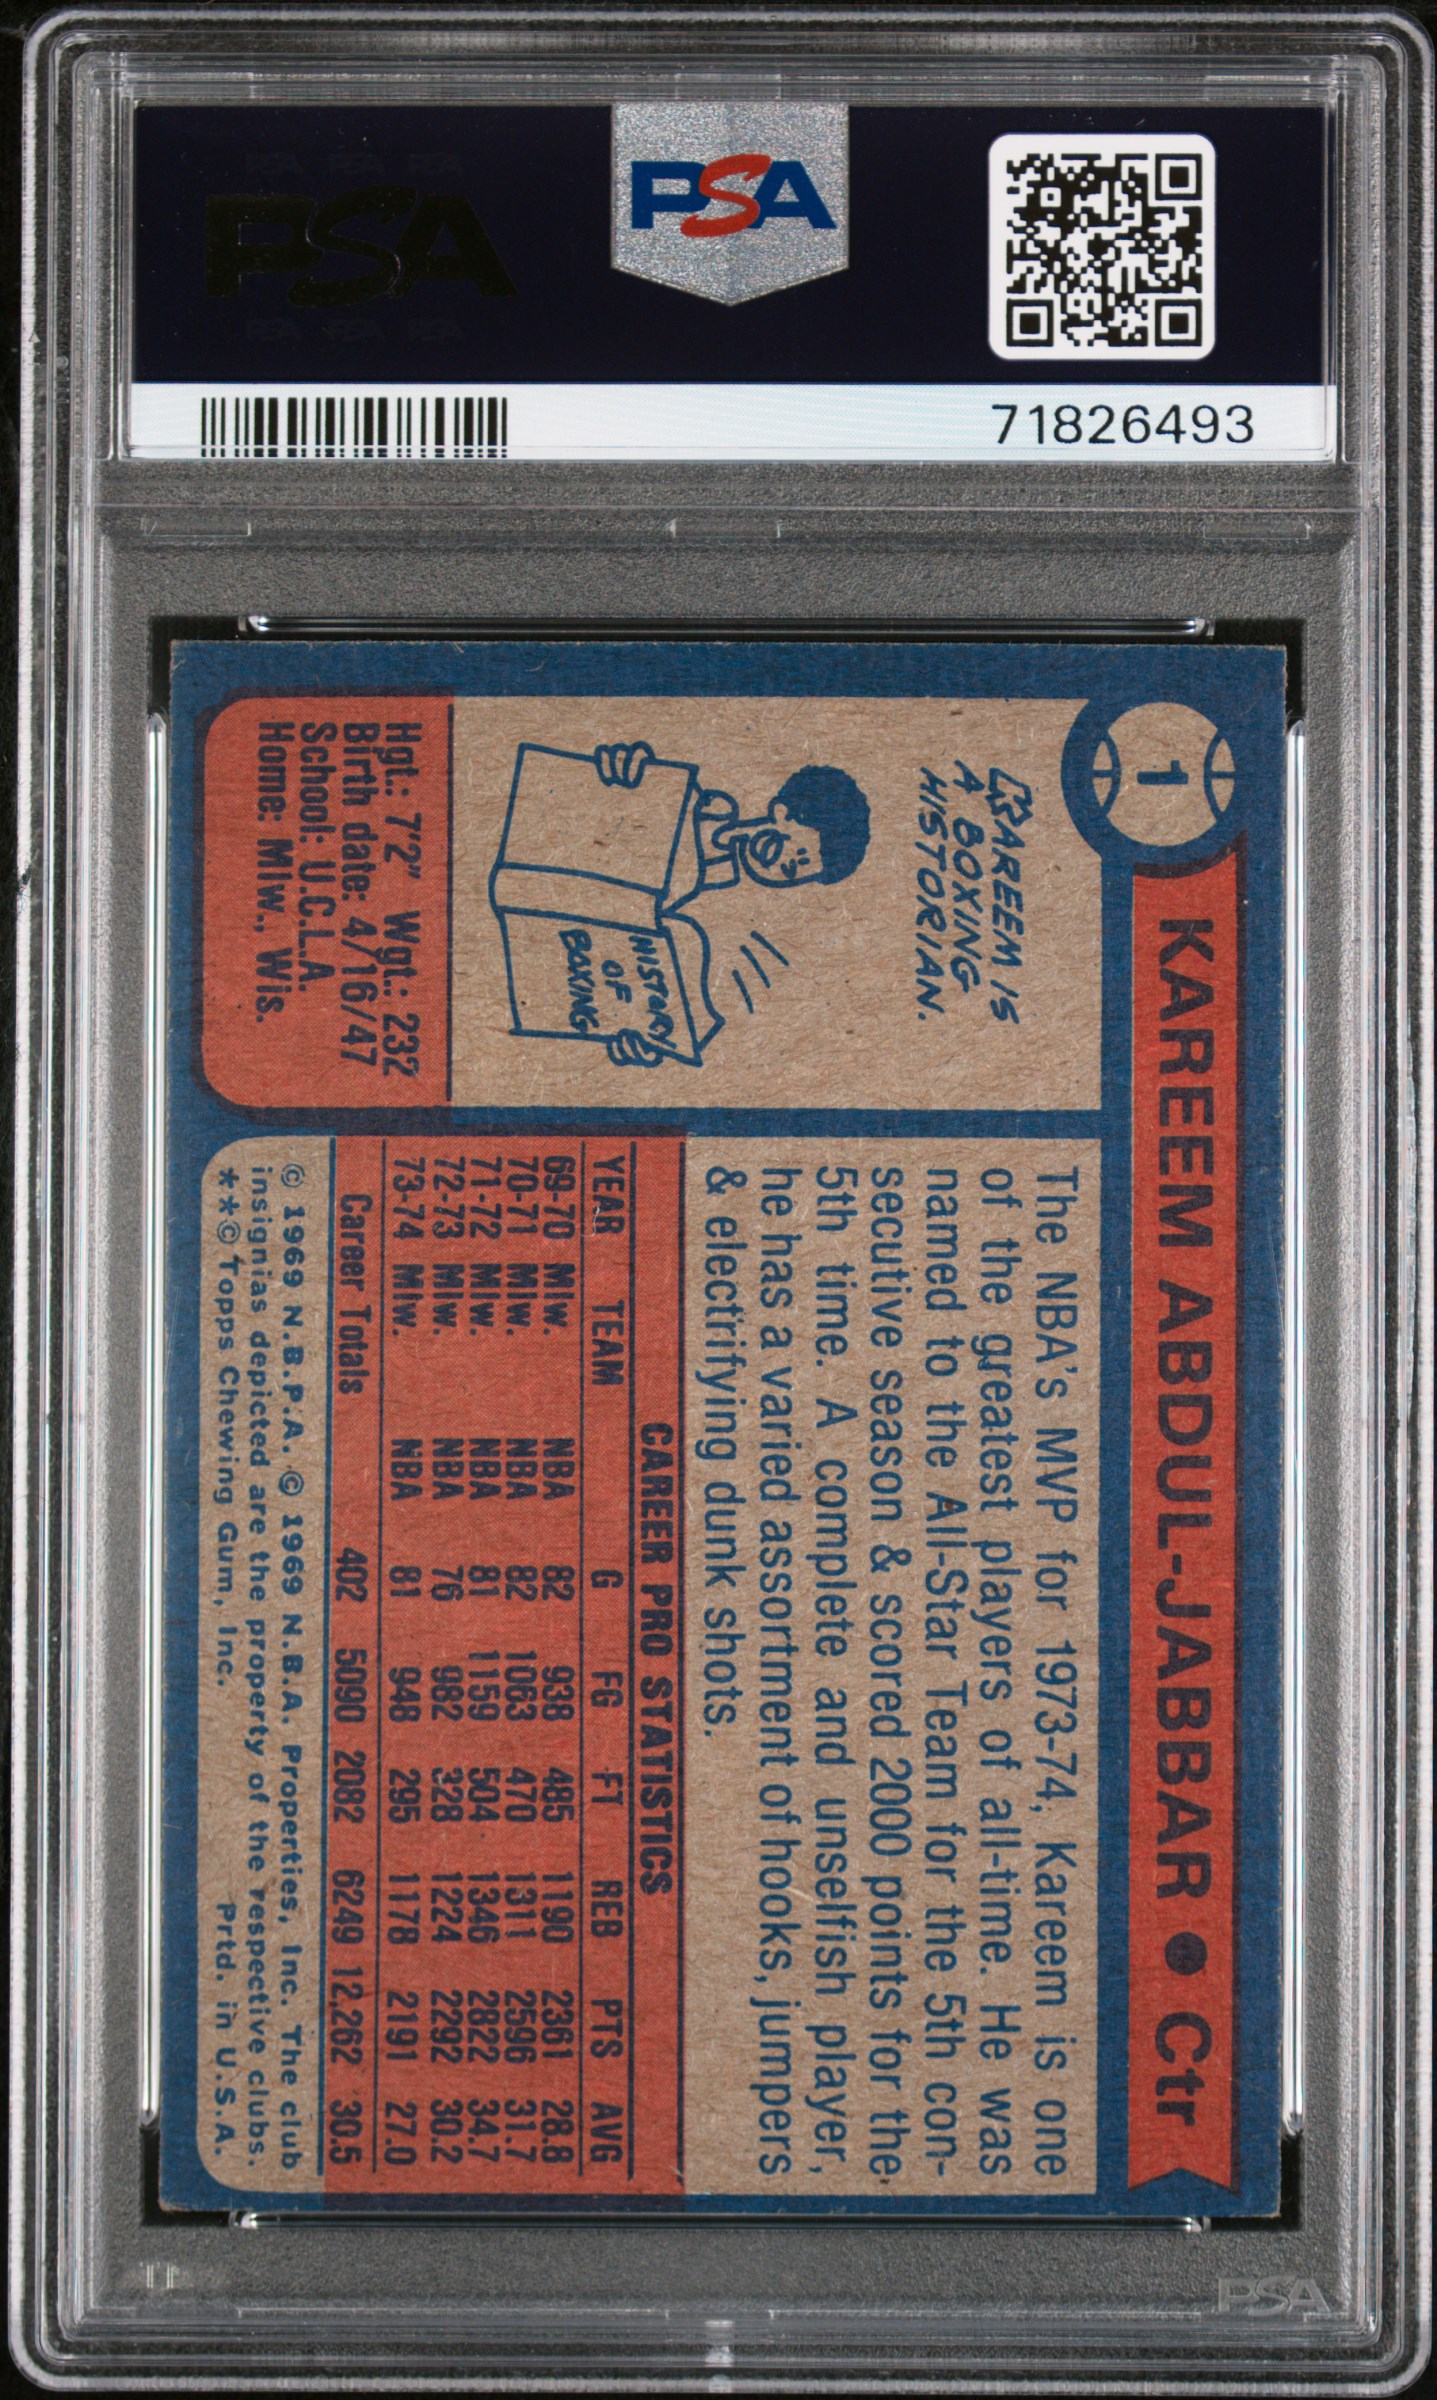 PSA
PSA
71826493
1
KAREEM ABDUL-JABBAR • Ctr
KAREEM IS
A BOXING
HISTORIAN.
HISTORY
OF
BOXING
Hgt.: 7'2" Wgt.: 232
Birth date: 4/16/47
School: U.C.L.A.
Home: Milw., Wis.
The NBA's MVP for 1973-74, Kareem is one
of the greatest players of all-time. He was
named to the All-Star Team for the 5th con-
secutive season & scored 2000 points for the
5th time. A complete and unselfish player,
he has a varied assortment of hooks, jumpers
& electrifying dunk shots.
CAREER PRO STATISTICS
YEAR TEAM G FG FT REB PTS AVG
69-70 Milw. NBA 82 938 485 1190 2361 28.8
70-71 Milw. NBA 82 1063 470 1311 2596 31.7
71-72 Milw. NBA 81 1159 504 1346 2822 34.7
72-73 Milw. NBA 76 982 328 1224 2292 30.2
73-74 Milw. NBA 81 948 295 1178 2191 27.0
Career Totals 402 5090 2082 6249 12,262 30.5
© 1969 N.B.P.A. © 1969 N.B.A. Properties, Inc. The club
insignias depicted are the property of the respective clubs.
**© Topps Chewing Gum, Inc. Prtd. in U.S.A.
PSA